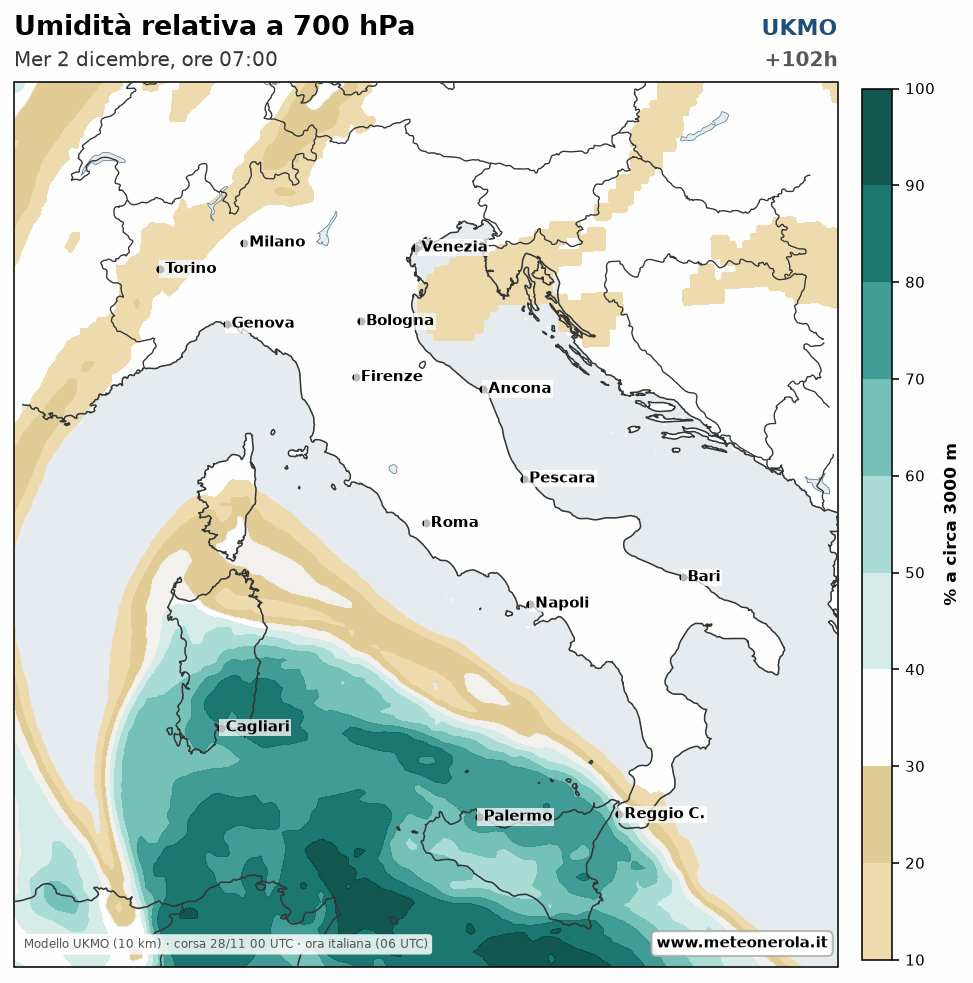 Umidità relativa a 700 hPa
UKMO
Mer 2 dicembre, ore 07:00
+102h
Milano
Venezia
Torino
Genova
Bologna
Firenze
Ancona
Pescara
Roma
Bari
Napoli
Cagliari
Palermo
Reggio C.
100
90
80
70
60
50
40
30
20
10
% a circa 3000 m
Modello UKMO (10 km) · corsa 28/11 00 UTC · ora italiana (06 UTC)
www.meteonerola.it